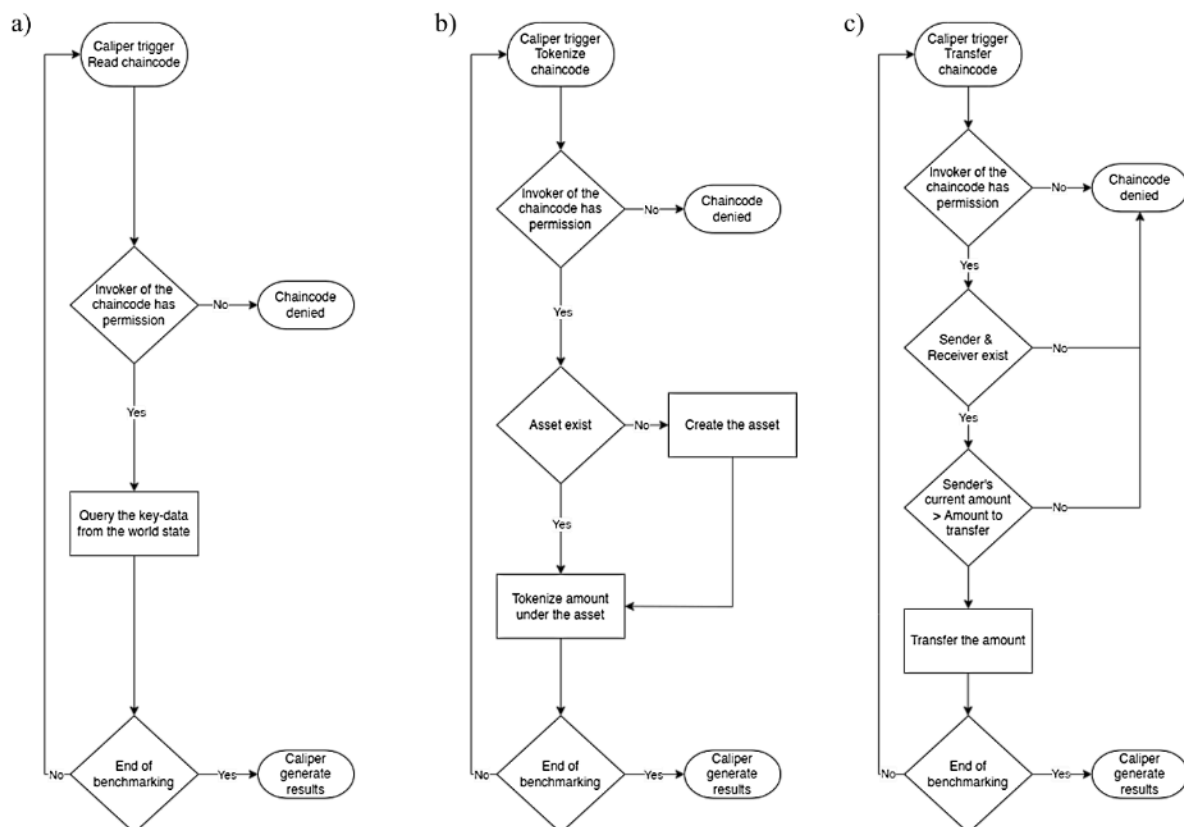 a)
Caliper trigger
Read chaincode
Invoker of the
chaincode has
permission
No
Chaincode
denied
Yes
Query the key-data
from the world state
No
End of
benchmarking
Yes
Caliper
generate
results
b)
Caliper trigger
Tokenize
chaincode
Invoker of the
chaincode has
permission
No
Chaincode
denied
Yes
Asset exist
No
Create the asset
Yes
Tokenize amount
under the asset
No
End of
benchmarking
Yes
Caliper
generate
results
c)
Caliper trigger
Transfer
chaincode
Invoker of the
chaincode has
permission
No
Chaincode
denied
Yes
Sender &
Receiver exist
No
Yes
Sender's
current amount
> Amount to
transfer
No
Transfer the amount
No
End of
benchmarking
Yes
Caliper
generate
results